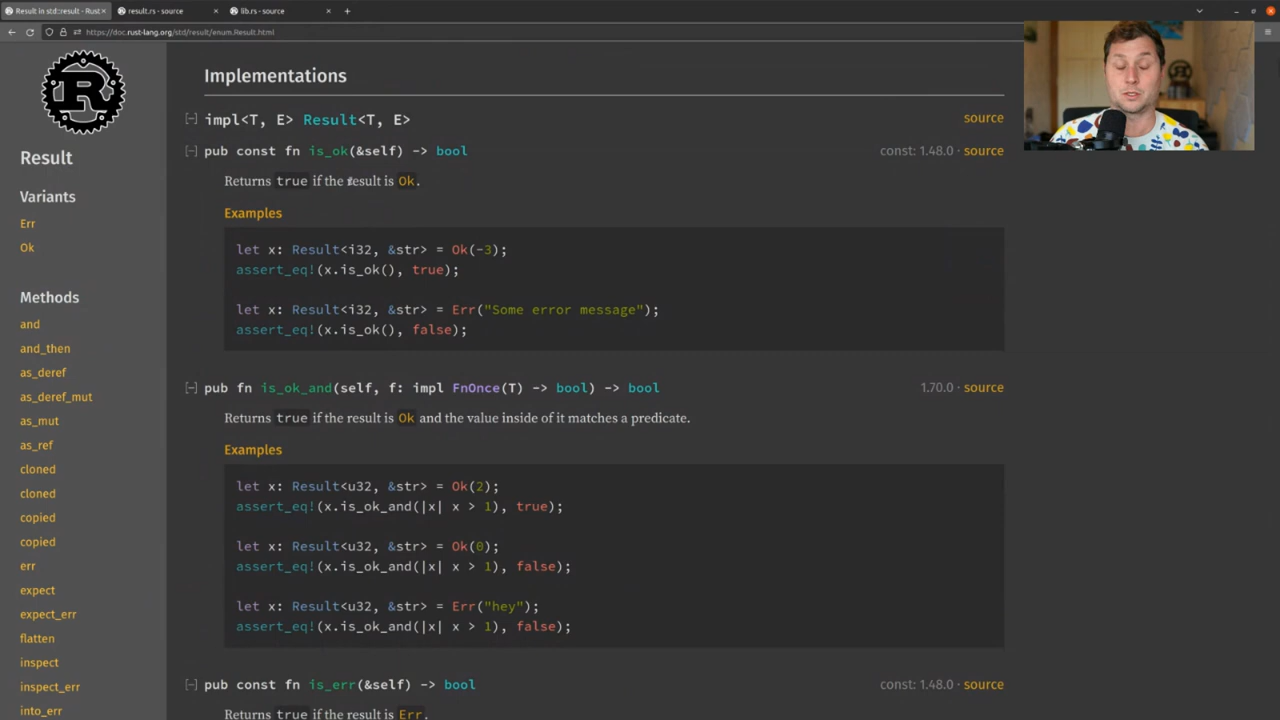 Result in std::result - Rust
result.rs - source
lib.rs - source
https://doc.rust-lang.org/std/result/enum.Result.html
R
Result
Variants
Err
Ok
Methods
and
and_then
as_deref
as_deref_mut
as_mut
as_ref
cloned
cloned
copied
copied
err
expect
expect_err
flatten
inspect
inspect_err
into_err
Implementations
[−] impl<T, E> Result<T, E> source
[−] pub const fn is_ok(&self) -> bool const: 1.48.0 · source
Returns true if the result is Ok.
Examples
let x: Result<i32, &str> = Ok(-3);
assert_eq!(x.is_ok(), true);
let x: Result<i32, &str> = Err("Some error message");
assert_eq!(x.is_ok(), false);
[−] pub fn is_ok_and(self, f: impl FnOnce(T) -> bool) -> bool 1.70.0 · source
Returns true if the result is Ok and the value inside of it matches a predicate.
Examples
let x: Result<u32, &str> = Ok(2);
assert_eq!(x.is_ok_and(|x| x > 1), true);
let x: Result<u32, &str> = Ok(0);
assert_eq!(x.is_ok_and(|x| x > 1), false);
let x: Result<u32, &str> = Err("hey");
assert_eq!(x.is_ok_and(|x| x > 1), false);
[−] pub const fn is_err(&self) -> bool const: 1.48.0 · source
Returns true if the result is Err.